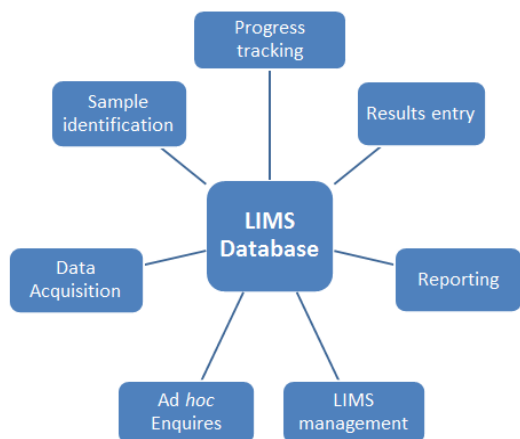 Progress
tracking
Sample
identification
Results entry
LIMS
Database
Data
Acquisition
Reporting
Ad hoc
Enquires
LIMS
management